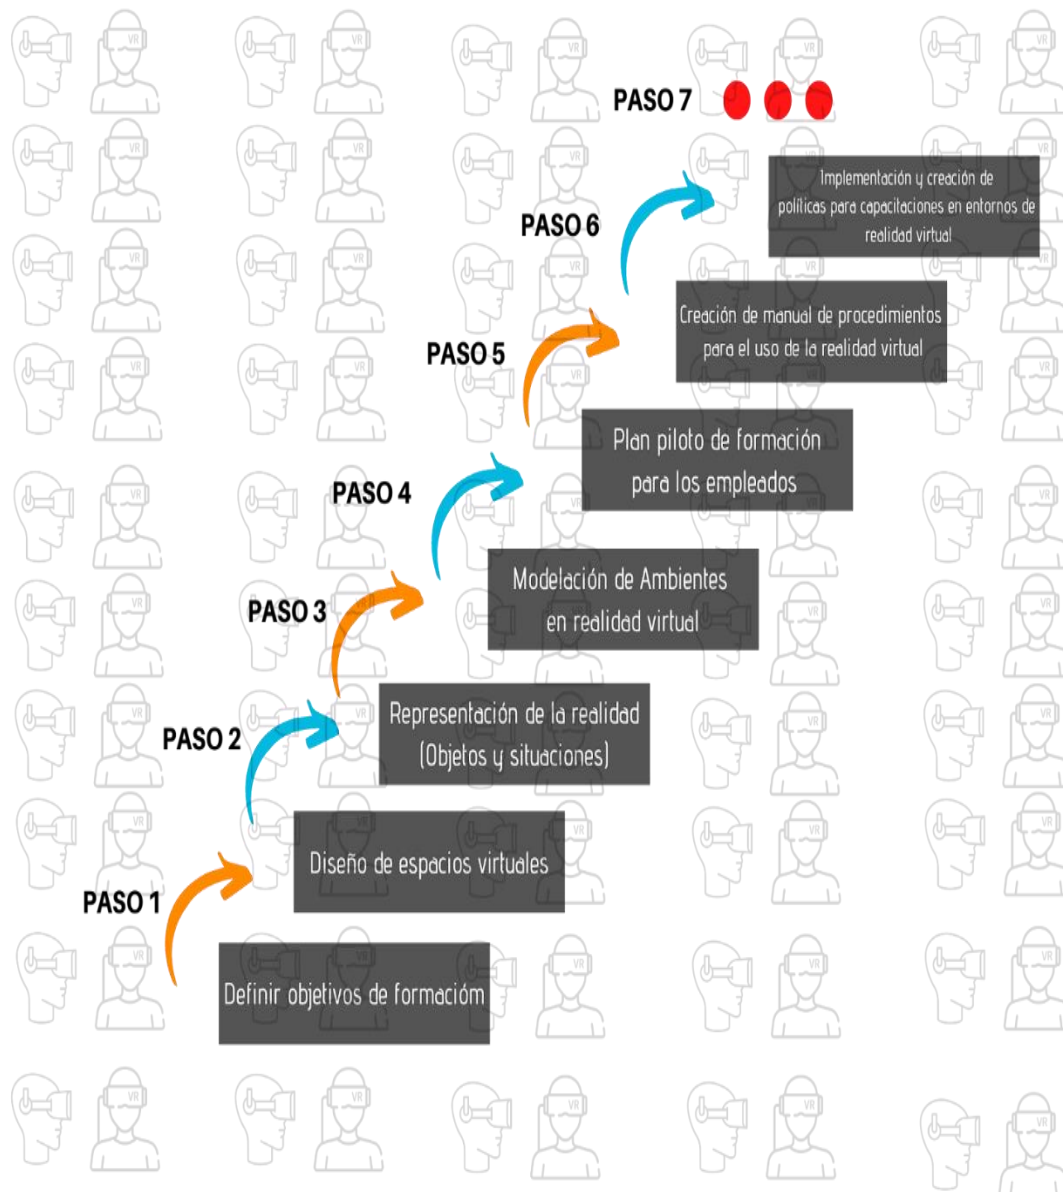 PASO 7
Implementación y creación de
políticas para capacitaciones en entornos de
realidad virtual
PASO 6
Creación de manual de procedimientos
para el uso de la realidad virtual
PASO 5
Plan piloto de formación
para los empleados
PASO 4
Modelación de Ambientes
en realidad virtual
PASO 3
Representación de la realidad
(Objetos y situaciones)
PASO 2
Diseño de espacios virtuales
PASO 1
Definir objetivos de formacióm